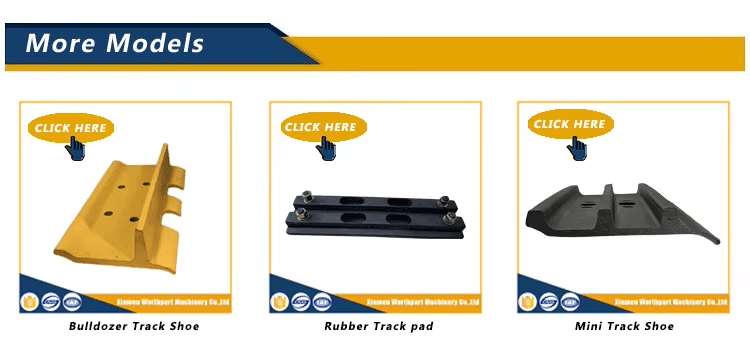 More Models
CLICK HERE
CLICK HERE
CLICK HERE
Xiamen Worthpart Machinery Co.,Ltd
Xiamen Worthpart Machinery Co.,Ltd
Xiamen Worthpart Machinery Co.,Ltd
Bulldozer Track Shoe
Rubber Track pad
Mini Track Shoe